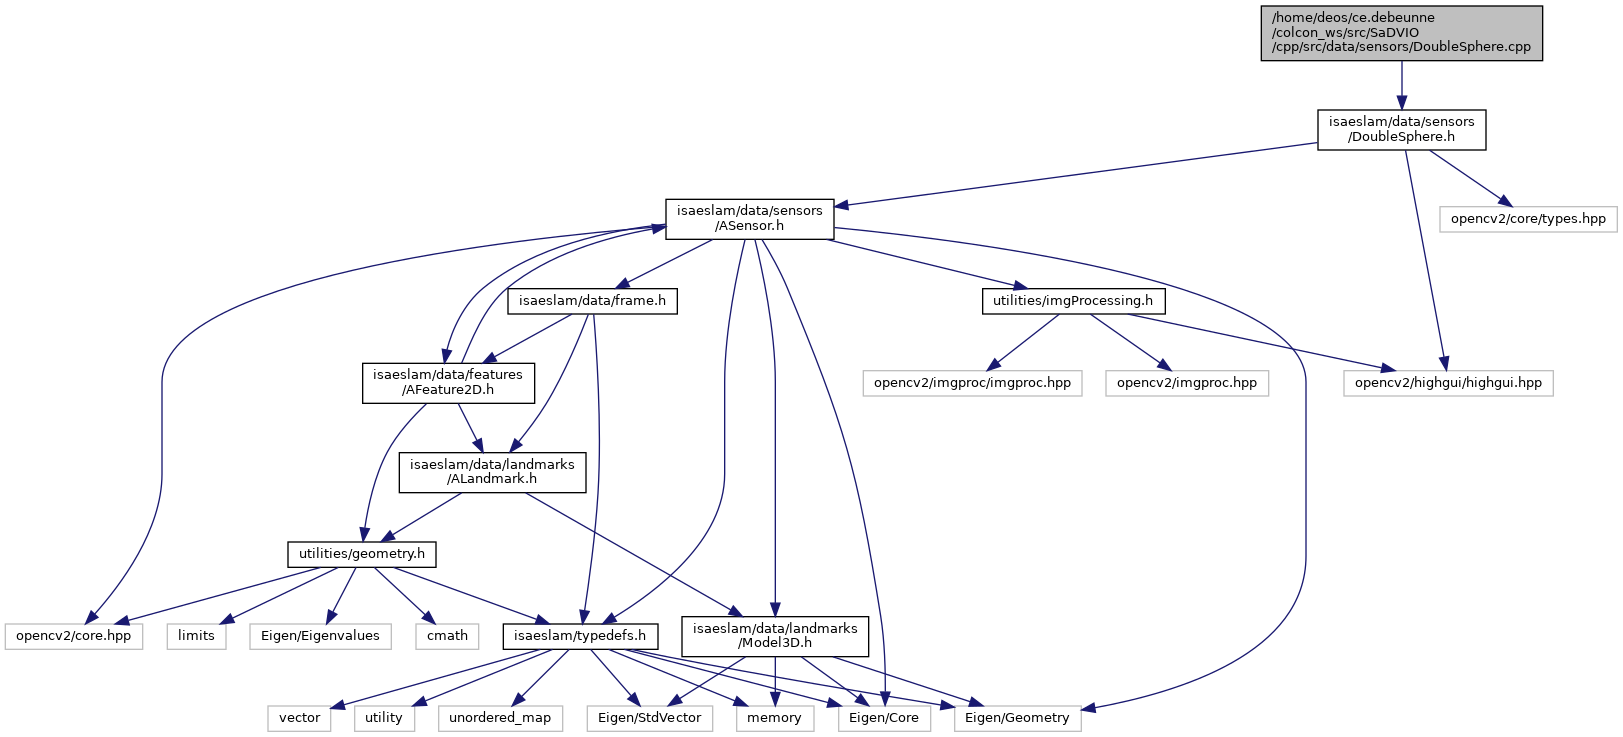 /home/deos/ce.debeunne
/colcon_ws/src/SaDVIO
/cpp/src/data/sensors/DoubleSphere.cpp
isaeslam/data/sensors
/DoubleSphere.h
isaeslam/data/sensors
/ASensor.h
opencv2/core/types.hpp
isaeslam/data/frame.h
utilities/imgProcessing.h
isaeslam/data/features
/AFeature2D.h
opencv2/imgproc/imgproc.hpp
opencv2/imgproc.hpp
opencv2/highgui/highgui.hpp
isaeslam/data/landmarks
/ALandmark.h
utilities/geometry.h
opencv2/core.hpp
limits
Eigen/Eigenvalues
cmath
isaeslam/typedefs.h
isaeslam/data/landmarks
/Model3D.h
vector
utility
unordered_map
Eigen/StdVector
memory
Eigen/Core
Eigen/Geometry